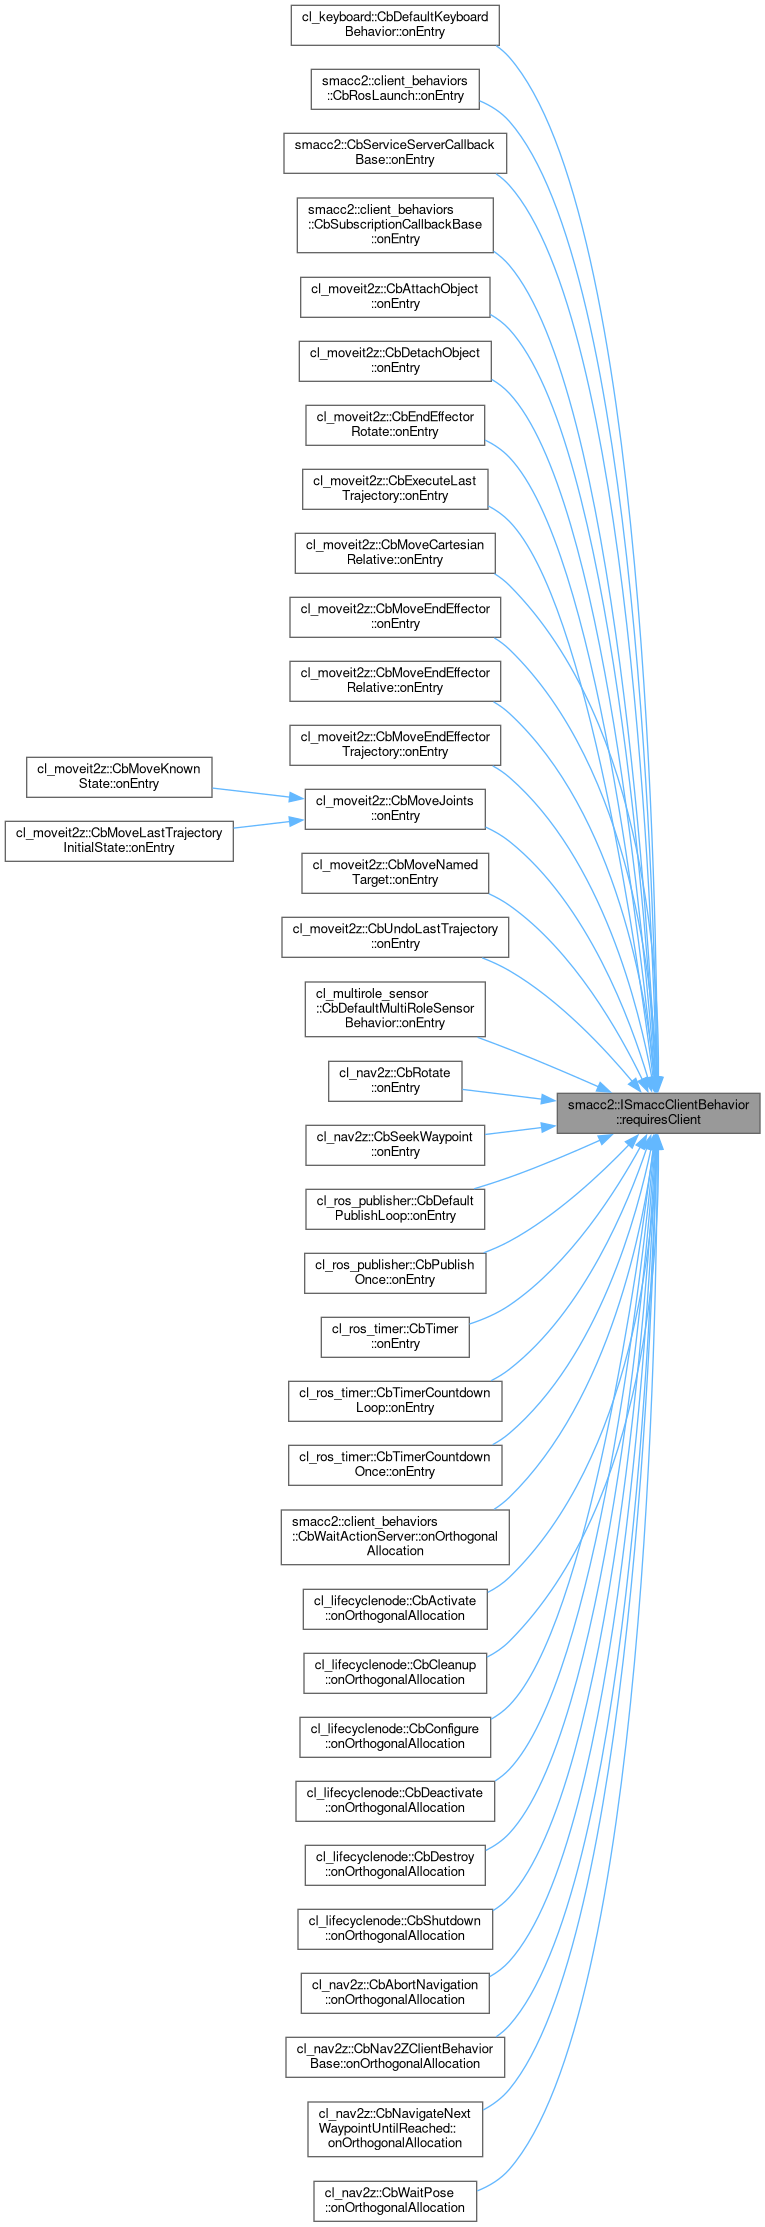 cl_keyboard::CbDefaultKeyboard
Behavior::onEntry
smacc2::client_behaviors
::CbRosLaunch::onEntry
smacc2::CbServiceServerCallback
Base::onEntry
smacc2::client_behaviors
::CbSubscriptionCallbackBase
::onEntry
cl_moveit2z::CbAttachObject
::onEntry
cl_moveit2z::CbDetachObject
::onEntry
cl_moveit2z::CbEndEffector
Rotate::onEntry
cl_moveit2z::CbExecuteLast
Trajectory::onEntry
cl_moveit2z::CbMoveCartesian
Relative::onEntry
cl_moveit2z::CbMoveEndEffector
::onEntry
cl_moveit2z::CbMoveEndEffector
Relative::onEntry
cl_moveit2z::CbMoveEndEffector
Trajectory::onEntry
cl_moveit2z::CbMoveKnown
State::onEntry
cl_moveit2z::CbMoveJoints
::onEntry
cl_moveit2z::CbMoveLastTrajectory
InitialState::onEntry
cl_moveit2z::CbMoveNamed
Target::onEntry
cl_moveit2z::CbUndoLastTrajectory
::onEntry
cl_multirole_sensor
::CbDefaultMultiRoleSensor
Behavior::onEntry
cl_nav2z::CbRotate
::onEntry
smacc2::ISmaccClientBehavior
::requiresClient
cl_nav2z::CbSeekWaypoint
::onEntry
cl_ros_publisher::CbDefault
PublishLoop::onEntry
cl_ros_publisher::CbPublish
Once::onEntry
cl_ros_timer::CbTimer
::onEntry
cl_ros_timer::CbTimerCountdown
Loop::onEntry
cl_ros_timer::CbTimerCountdown
Once::onEntry
smacc2::client_behaviors
::CbWaitActionServer::onOrthogonal
Allocation
cl_lifecyclenode::CbActivate
::onOrthogonalAllocation
cl_lifecyclenode::CbCleanup
::onOrthogonalAllocation
cl_lifecyclenode::CbConfigure
::onOrthogonalAllocation
cl_lifecyclenode::CbDeactivate
::onOrthogonalAllocation
cl_lifecyclenode::CbDestroy
::onOrthogonalAllocation
cl_lifecyclenode::CbShutdown
::onOrthogonalAllocation
cl_nav2z::CbAbortNavigation
::onOrthogonalAllocation
cl_nav2z::CbNav2ZClientBehavior
Base::onOrthogonalAllocation
cl_nav2z::CbNavigateNext
WaypointUntilReached::
onOrthogonalAllocation
cl_nav2z::CbWaitPose
::onOrthogonalAllocation